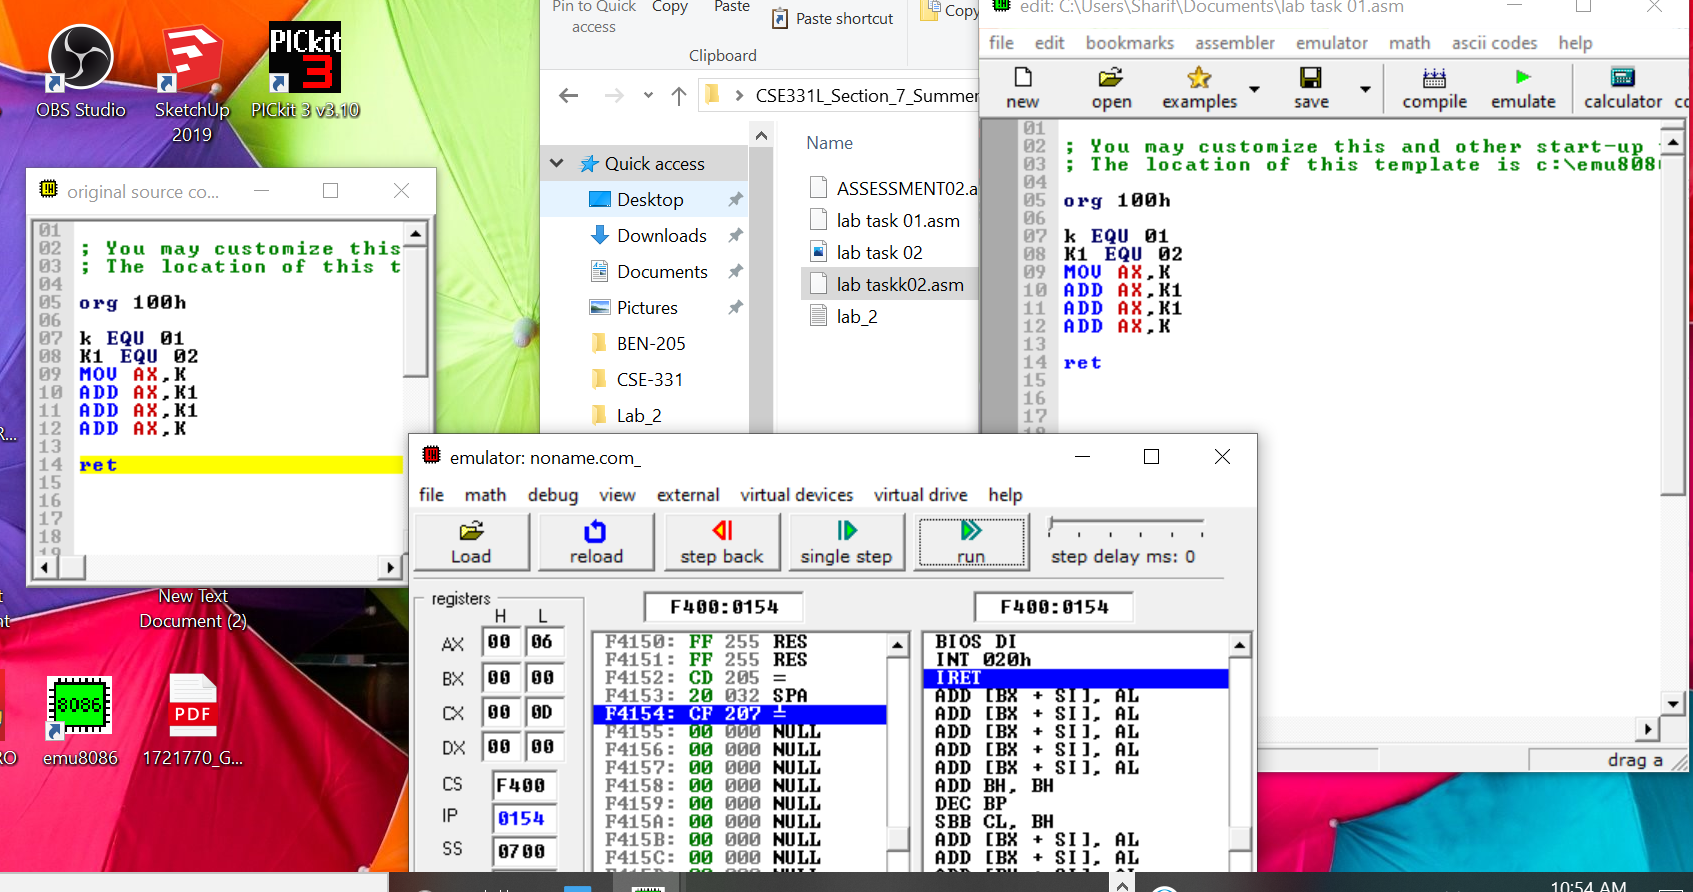 OBS Studio
SketchUp
2019
PICkit
3
PICkit 3 v3.10
Pin to Quick
access
Copy
Paste
Paste shortcut
Copy
Clipboard
CSE331L_Section_7_Summer
Name
Quick access
Desktop
Downloads
Documents
Pictures
BEN-205
CSE-331
Lab_2
ASSESSMENT02.a
lab task 01.asm
lab task 02
lab taskk02.asm
lab_2
edit: C:\Users\Sharif\Documents\lab task 01.asm
file edit bookmarks assembler emulator math ascii codes help
new open examples save compile emulate calculator co
01
02 ; You may customize this and other start-up
03 ; The location of this template is c:\emu808
04
05 org 100h
06
07 k EQU 01
08 K1 EQU 02
09 MOV AX,K
10 ADD AX,K1
11 ADD AX,K1
12 ADD AX,K
13
14 ret
15
16
17
drag a
original source co...
01
02 ; You may customize this
03 ; The location of this t
04
05 org 100h
06
07 k EQU 01
08 K1 EQU 02
09 MOV AX,K
10 ADD AX,K1
11 ADD AX,K1
12 ADD AX,K
13
14 ret
15
16
17
18
19
New Text
Document (2)
8086
emu8086
PDF
1721770_G...
emulator: noname.com_
file math debug view external virtual devices virtual drive help
Load reload step back single step run step delay ms: 0
registers
H L
AX 00 06
BX 00 00
CX 00 0D
DX 00 00
CS F400
IP 0154
SS 0700
F400:0154
F4150: FF 255 RES
F4151: FF 255 RES
F4152: CD 205 =
F4153: 20 032 SPA
F4154: CF 207 ╧
F4155: 00 000 NULL
F4156: 00 000 NULL
F4157: 00 000 NULL
F4158: 00 000 NULL
F4159: 00 000 NULL
F415A: 00 000 NULL
F415B: 00 000 NULL
F415C: 00 000 NULL
F400:0154
BIOS DI
INT 020h
IRET
ADD [BX + SI], AL
ADD [BX + SI], AL
ADD [BX + SI], AL
ADD [BX + SI], AL
ADD [BX + SI], AL
ADD BH, BH
DEC BP
SBB CL, BH
ADD [BX + SI], AL
ADD [BX + SI], AL
10:54 AM